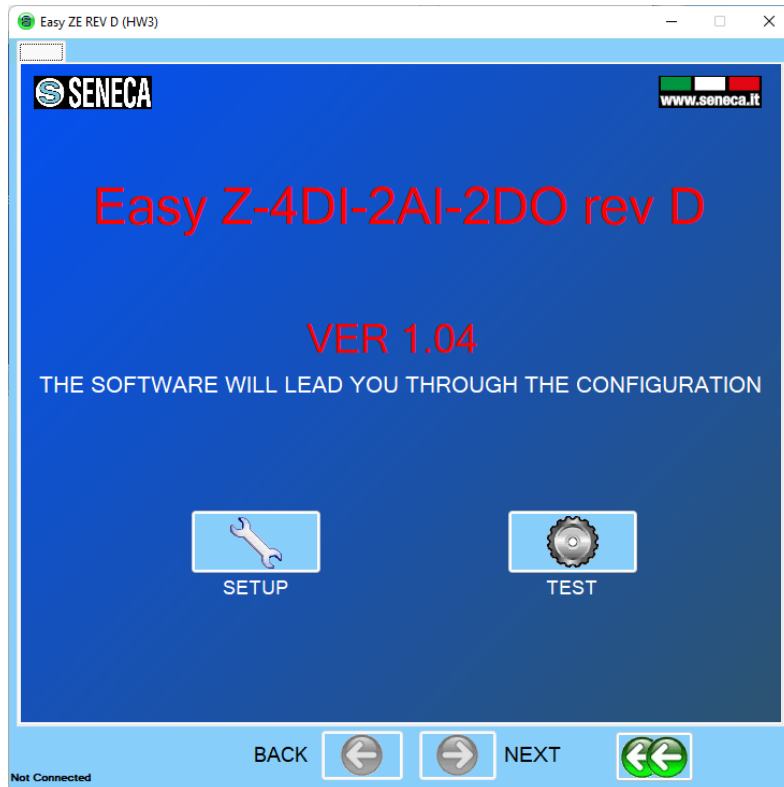 Easy ZE REV D (HW3)
SENECA
www.seneca.it
Easy Z-4DI-2AI-2DO rev D
VER 1.04
THE SOFTWARE WILL LEAD YOU THROUGH THE CONFIGURATION
SETUP
TEST
BACK
NEXT
Not Connected